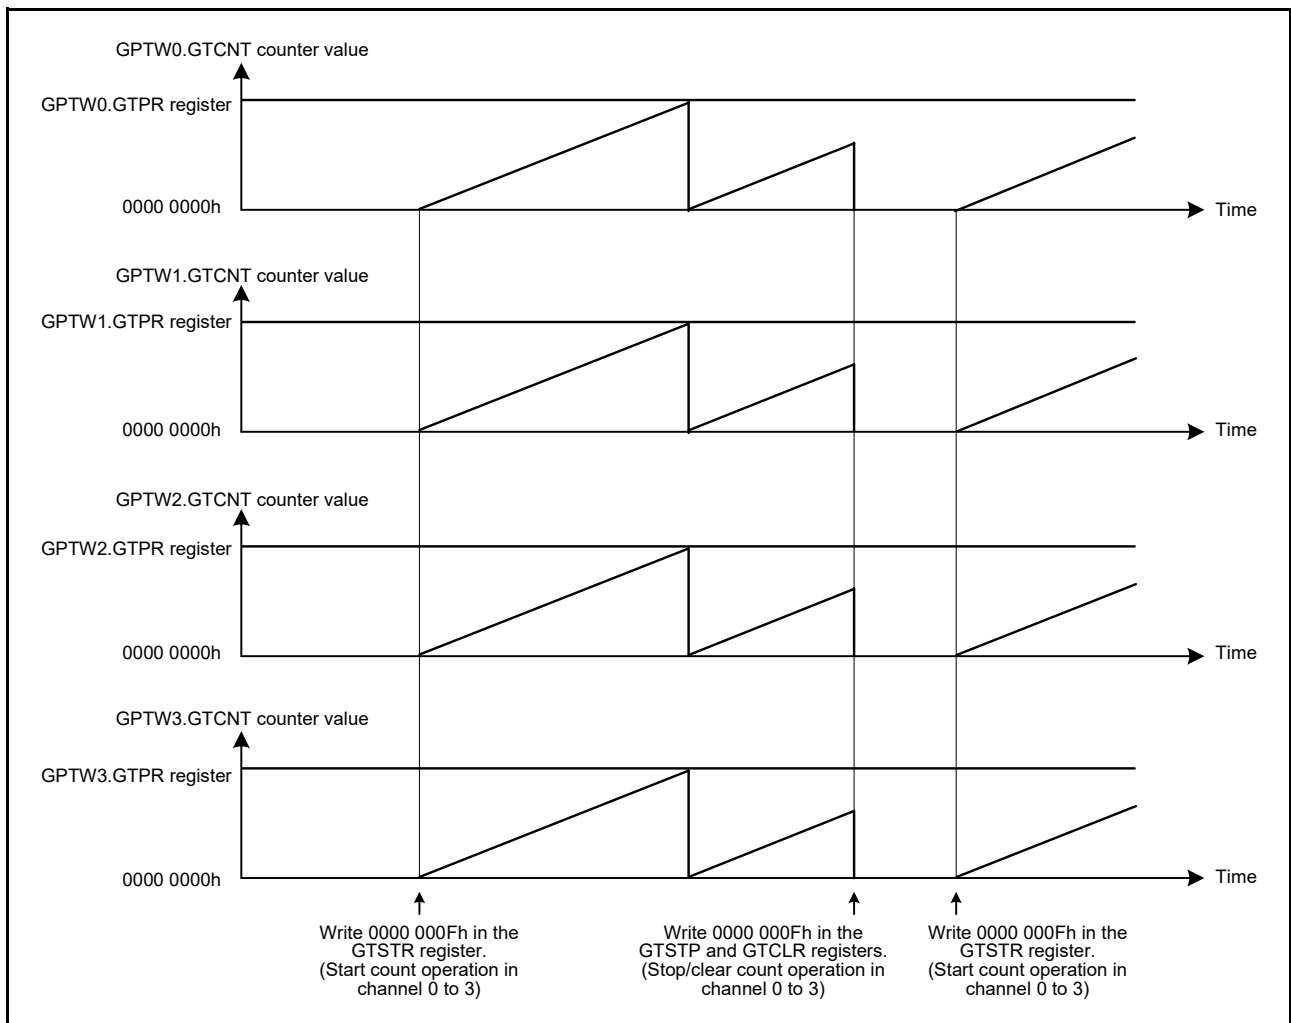 GPTW0.GTCNT counter value
GPTW0.GTPR register
0000 0000h
Time
GPTW1.GTCNT counter value
GPTW1.GTPR register
0000 0000h
Time
GPTW2.GTCNT counter value
GPTW2.GTPR register
0000 0000h
Time
GPTW3.GTCNT counter value
GPTW3.GTPR register
0000 0000h
Time
Write 0000 000Fh in the
GTSTR register.
(Start count operation in
channel 0 to 3)
Write 0000 000Fh in the
GTSTP and GTCLR registers.
(Stop/clear count operation in
channel 0 to 3)
Write 0000 000Fh in the
GTSTR register.
(Start count operation in
channel 0 to 3)